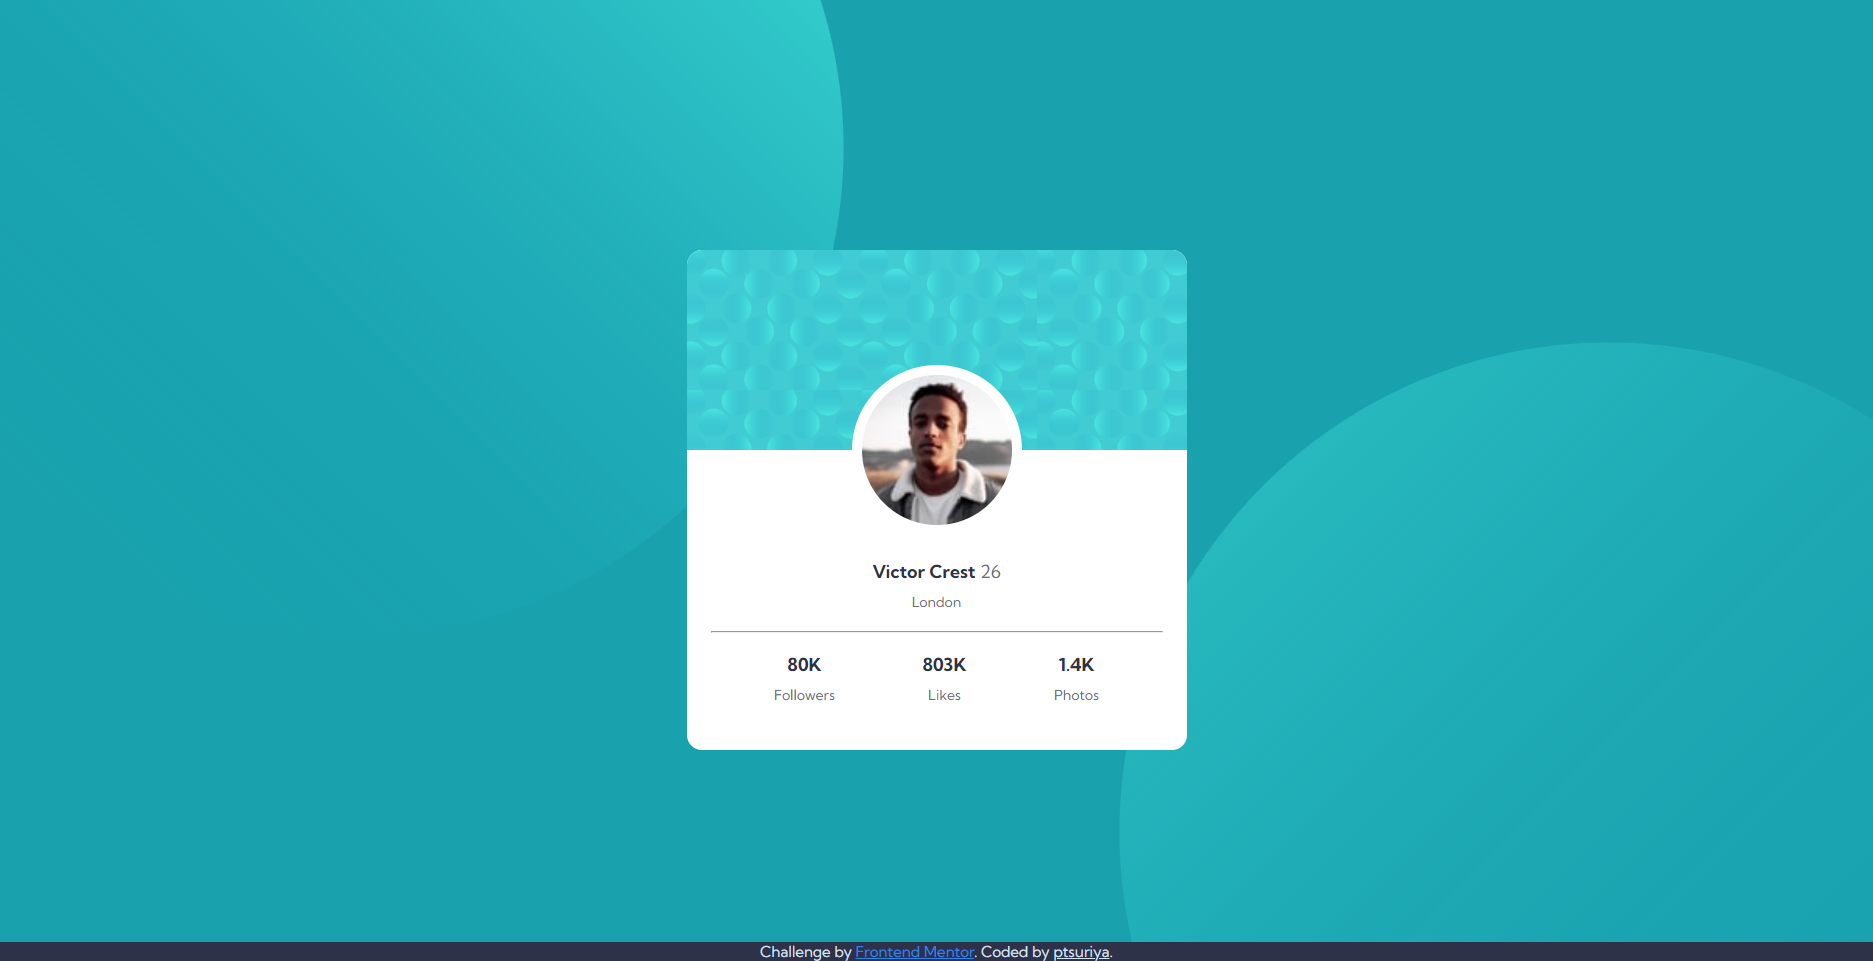 Victor Crest 26
London
80K 803K 1.4K
Followers Likes Photos
Challenge by Frontend Mentor. Coded by ptsuriya.